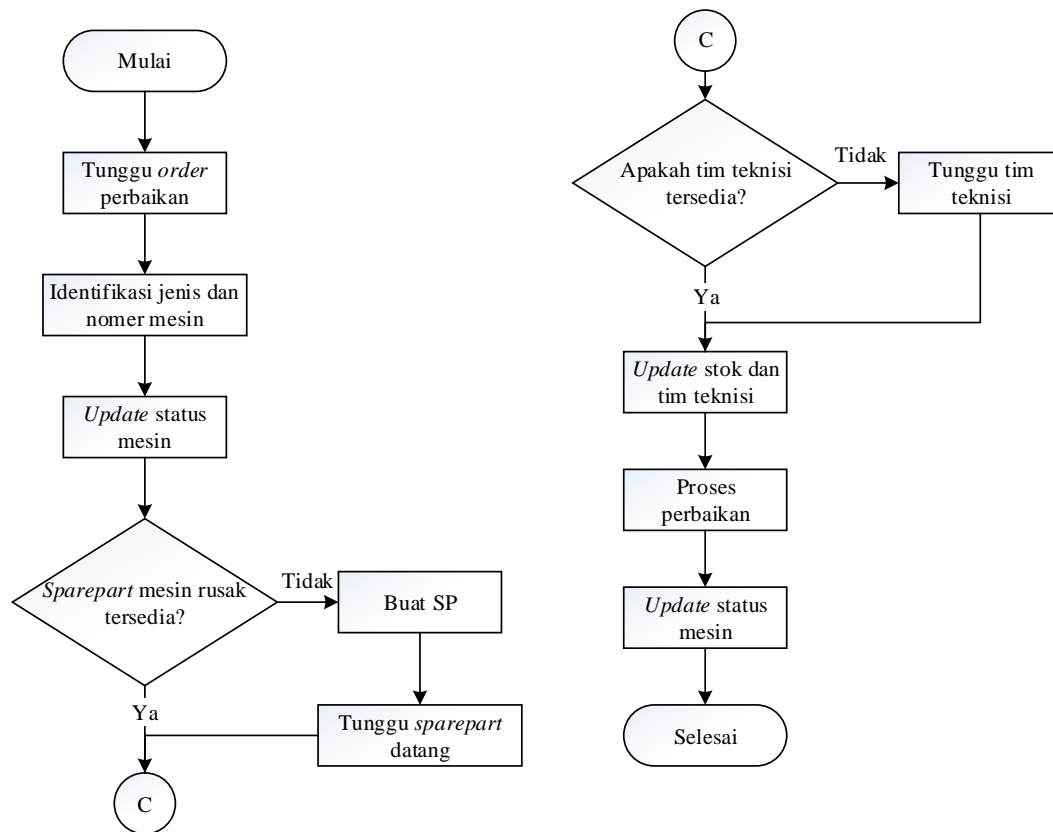 Mulai
Tunggu order
perbaikan
Identifikasi jenis dan
nomer mesin
Update status
mesin
Sparepart mesin rusak
tersedia?
Tidak
Buat SP
Ya
Tunggu sparepart
datang
C
C
Apakah tim teknisi
tersedia?
Tidak
Tunggu tim
teknisi
Ya
Update stok dan
tim teknisi
Proses
perbaikan
Update status
mesin
Selesai